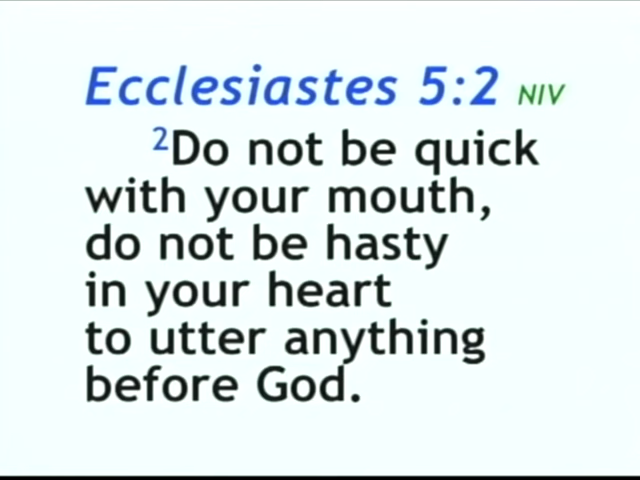 Ecclesiastes 5:2 NIV
2Do not be quick
with your mouth,
do not be hasty
in your heart
to utter anything
before God.